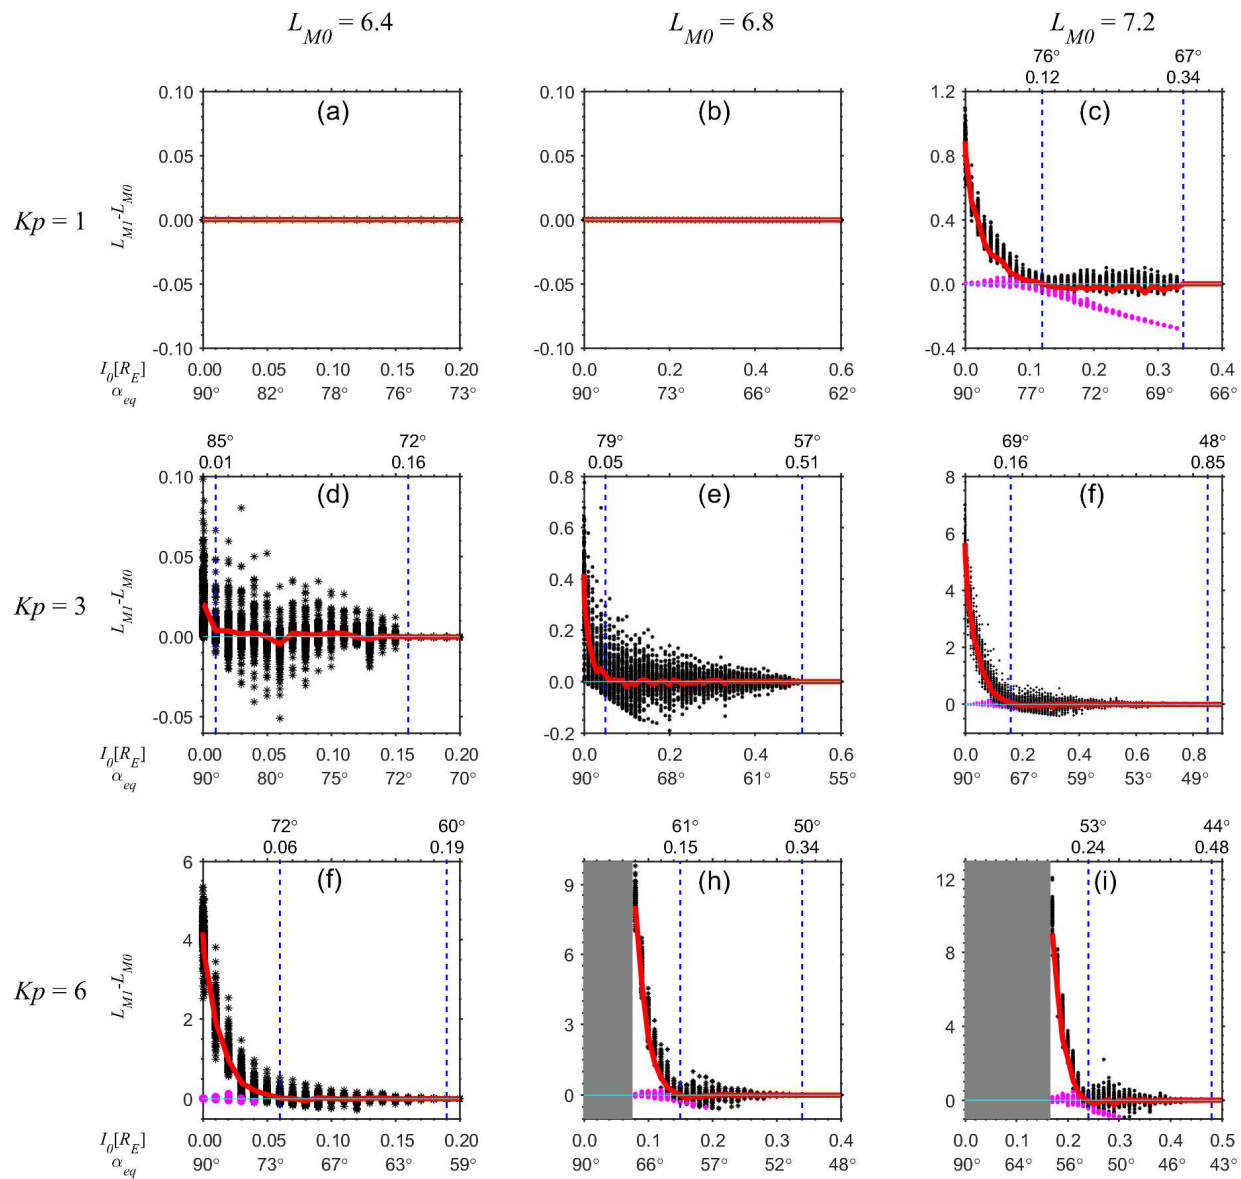 L_M0 = 6.4 L_M0 = 6.8 L_M0 = 7.2
76° 67°
0.12 0.34
Kp = 1
L_M1-L_M0
(a)
0.10
0.05
0.00
-0.05
-0.10
I_0[R_E] 0.00 0.05 0.10 0.15 0.20
α_eq 90° 82° 78° 76° 73°
(b)
0.10
0.05
0.00
-0.05
-0.10
0.0 0.2 0.4 0.6
90° 73° 66° 62°
(c)
1.2
0.8
0.4
0.0
-0.4
0.0 0.1 0.2 0.3 0.4
90° 77° 72° 69° 66°
Kp = 3
L_M1-L_M0
85° 72°
0.01 0.16
(d)
0.10
0.05
0.00
-0.05
I_0[R_E] 0.00 0.05 0.10 0.15 0.20
α_eq 90° 80° 75° 72° 70°
79° 57°
0.05 0.51
(e)
0.8
0.6
0.4
0.2
0.0
-0.2
0.0 0.2 0.4 0.6
90° 68° 61° 55°
69° 48°
0.16 0.85
(f)
8
6
4
2
0
0.0 0.2 0.4 0.6 0.8
90° 67° 59° 53° 49°
Kp = 6
L_M1-L_M0
72° 60°
0.06 0.19
(f)
6
4
2
0
I_0[R_E] 0.00 0.05 0.10 0.15 0.20
α_eq 90° 73° 67° 63° 59°
61° 50°
0.15 0.34
(h)
9
6
3
0
0.0 0.1 0.2 0.3 0.4
90° 66° 57° 52° 48°
53° 44°
0.24 0.48
(i)
12
8
4
0
0.0 0.1 0.2 0.3 0.4 0.5
90° 64° 56° 50° 46° 43°